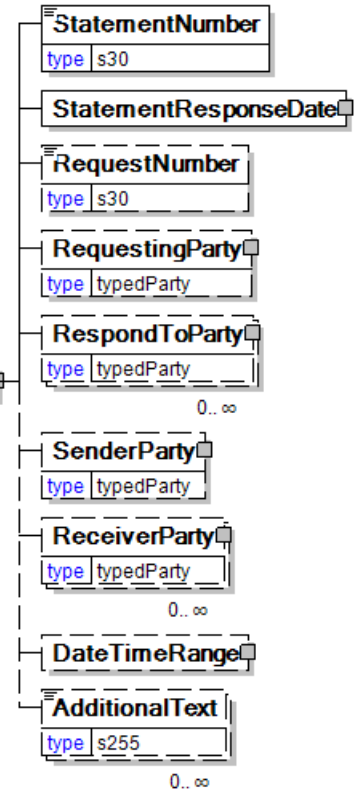 StatementNumber
type s30
StatementResponseDate
RequestNumber
type s30
RequestingParty
type typedParty
RespondToParty
type typedParty
0.. ∞
SenderParty
type typedParty
ReceiverParty
type typedParty
0.. ∞
DateTimeRange
AdditionalText
type s255
0.. ∞